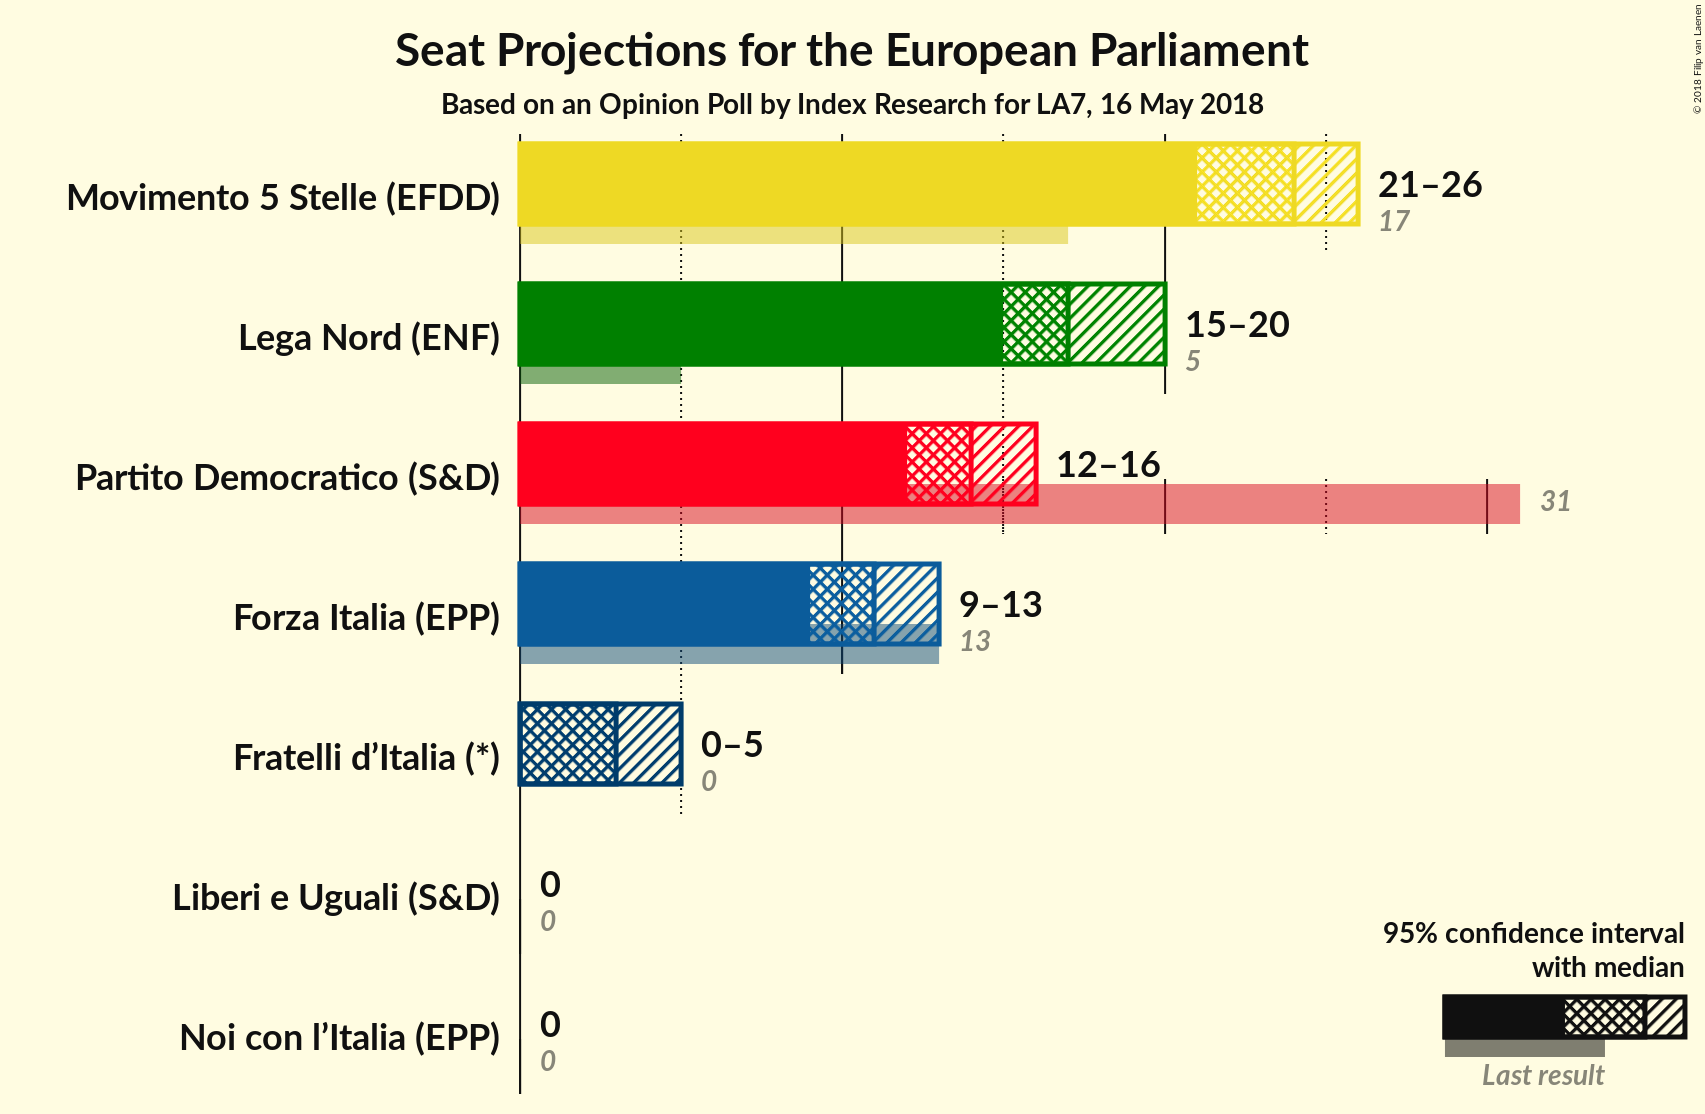 Seat Projections for the European Parliament
Based on an Opinion Poll by Index Research for LA7, 16 May 2018
© 2018 Filip van Laenen
Movimento 5 Stelle (EFDD)
21–26
17
Lega Nord (ENF)
15–20
5
Partito Democratico (S&D)
12–16
31
Forza Italia (EPP)
9–13
13
Fratelli d’Italia (*)
0–5
0
Liberi e Uguali (S&D)
0
0
Noi con l’Italia (EPP)
0
0
95% confidence interval
with median
Last result